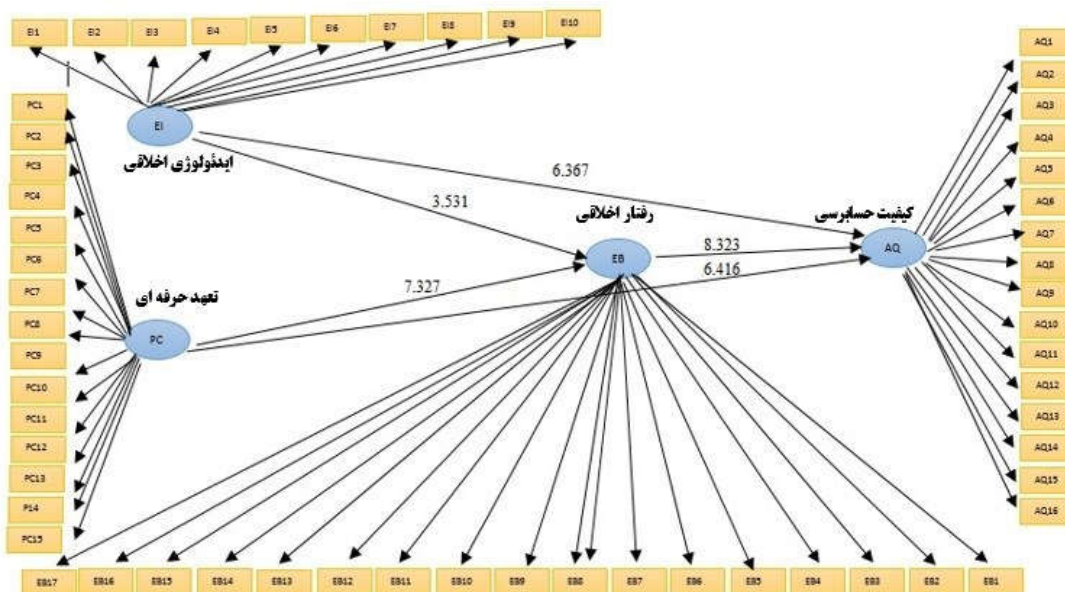 EI1
EI2
EI3
EI4
EI5
EI6
EI7
EI8
EI9
EI10
EI
ایدئولوژی اخلاقی
PC1
PC2
PC3
PC4
PC5
PC6
PC7
PC8
PC9
PC10
PC11
PC12
PC13
P14
PC15
تعهد حرفه ای
PC
6.367
3.531
7.327
8.323
6.416
رفتار اخلاقی
EB
کیفیت حسابرسی
AQ
AQ1
AQ2
AQ3
AQ4
AQ5
AQ6
AQ7
AQ8
AQ9
AQ10
AQ11
AQ12
AQ13
AQ14
AQ15
AQ16
EB17
EB16
EB15
EB14
EB13
EB12
EB11
EB10
EB9
EB8
EB7
EB6
EB5
EB4
EB3
EB2
EB1